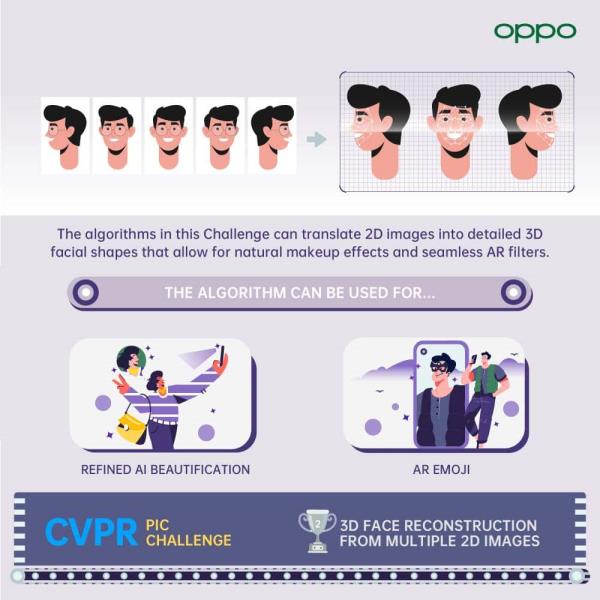 oppo
The algorithms in this Challenge can translate 2D images into detailed 3D
facial shapes that allow for natural makeup effects and seamless AR filters.
THE ALGORITHM CAN BE USED FOR...
REFINED AI BEAUTIFICATION
AR EMOJI
CVPR
PIC
CHALLENGE
2
3D FACE RECONSTRUCTION
FROM MULTIPLE 2D IMAGES